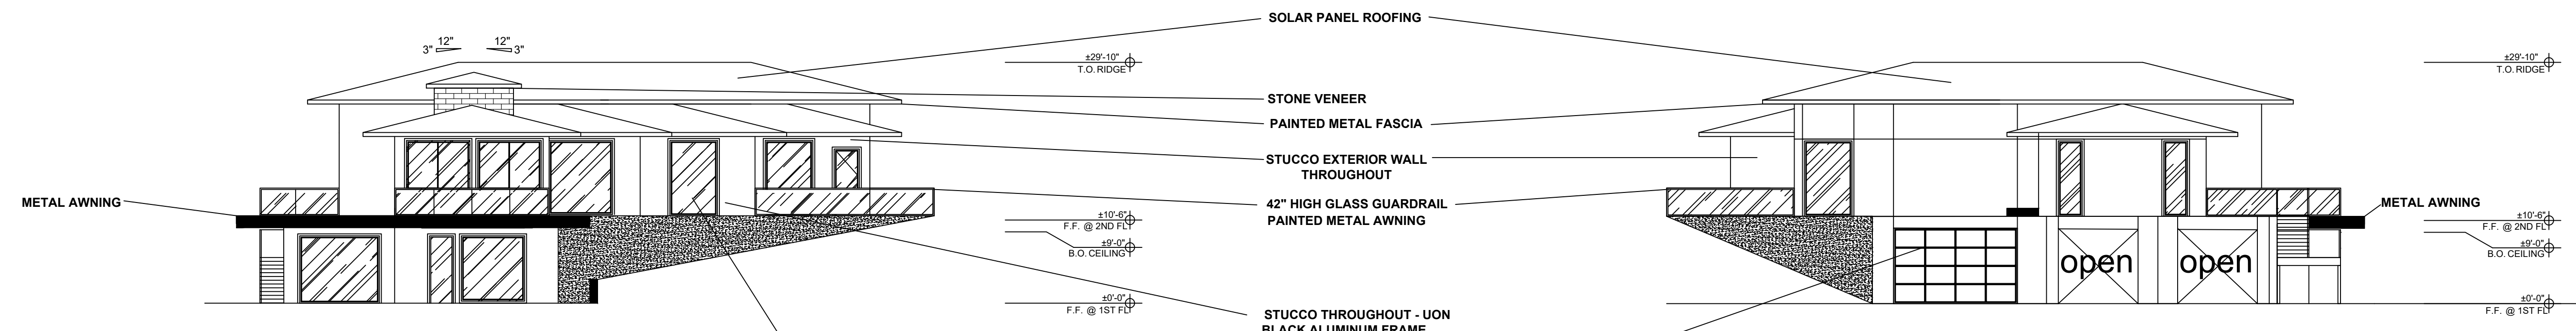 SOLAR PANEL ROOFING
12" 12"
3" 3"
±29'-10"
T.O. RIDGE
±29'-10"
T.O. RIDGE
STONE VENEER
PAINTED METAL FASCIA
STUCCO EXTERIOR WALL
THROUGHOUT
METAL AWNING
42" HIGH GLASS GUARDRAIL
PAINTED METAL AWNING
METAL AWNING
±10'-6"
F.F. @ 2ND FL
±9'-0"
B.O. CEILING
±10'-6"
F.F. @ 2ND FL
±9'-0"
B.O. CEILING
open open
±0'-0"
F.F. @ 1ST FL
±0'-0"
F.F. @ 1ST FL
STUCCO THROUGHOUT - UON
BLACK ALUMINUM FRAME